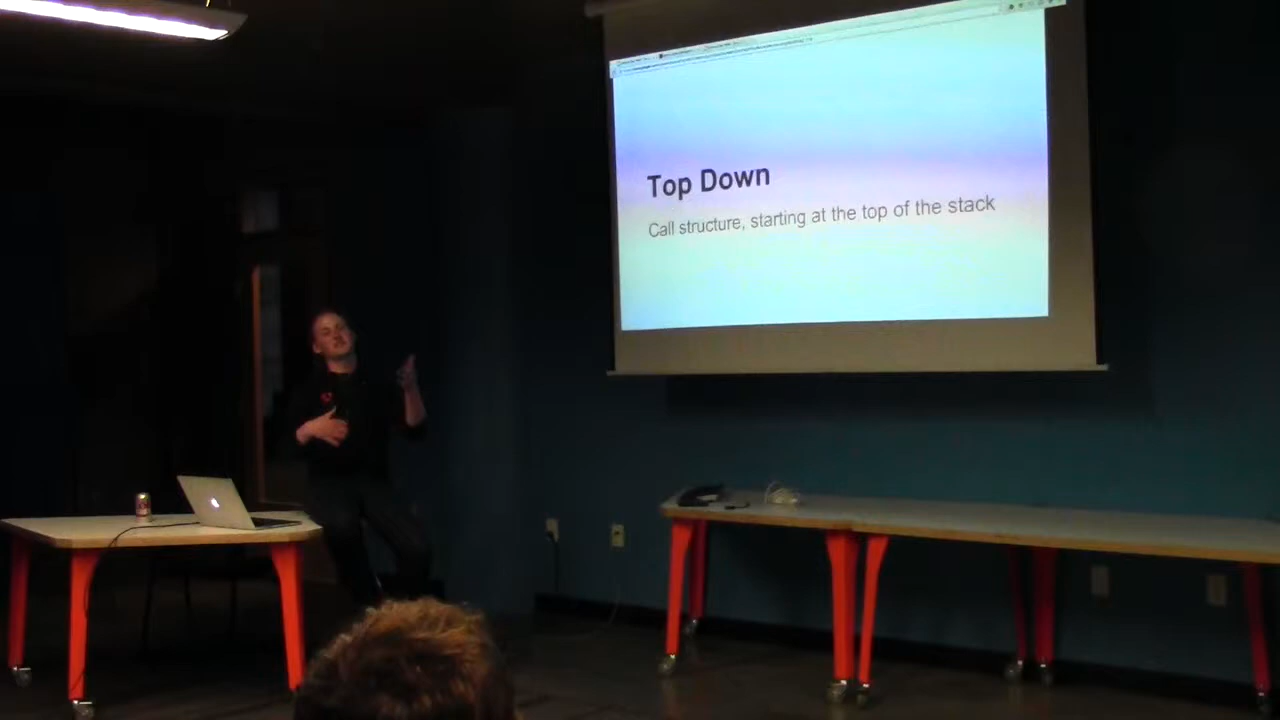 Top Down
Call structure, starting at the top of the stack